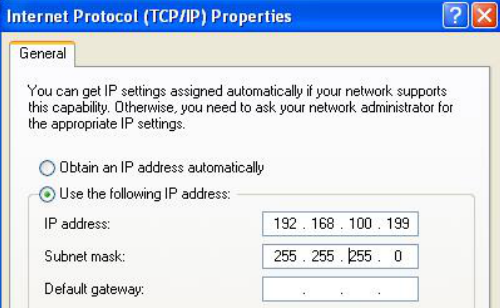 Internet Protocol (TCP/IP) Properties
General
You can get IP settings assigned automatically if your network supports
this capability. Otherwise, you need to ask your network administrator for
the appropriate IP settings.
Obtain an IP address automatically
Use the following IP address:
IP address: 192 . 168 . 100 . 199
Subnet mask: 255 . 255 . 255 . 0
Default gateway: . . .